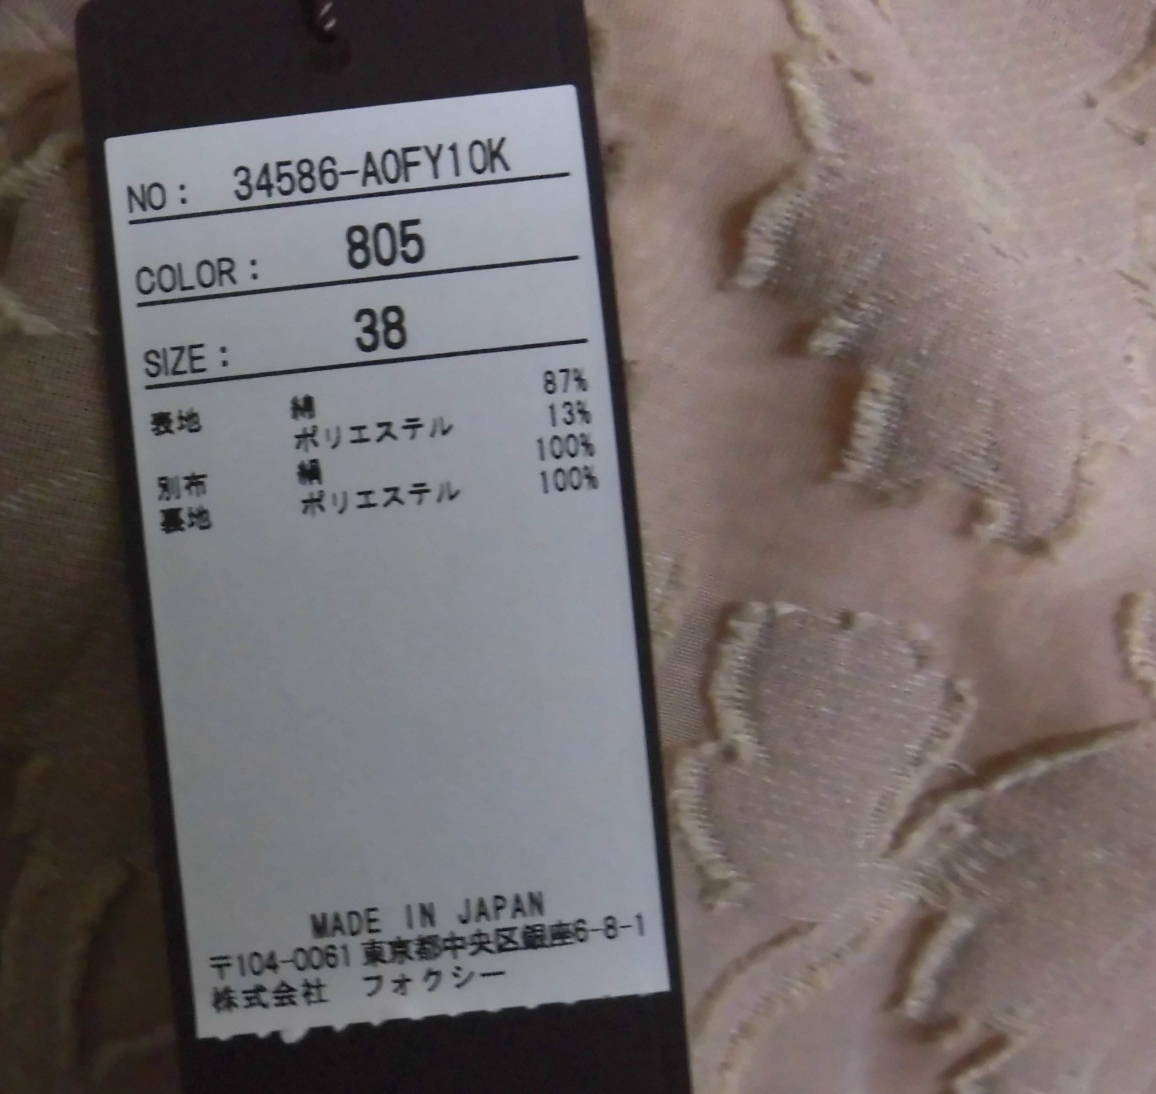 NO： 34586-A0FY10K
COLOR： 805
SIZE： 38
表地 綿 87%
ポリエステル 13%
別布 絹 100%
裏地 ポリエステル 100%
MADE IN JAPAN
〒104-0061 東京都中央区銀座6-8-1
株式会社 フォクシー